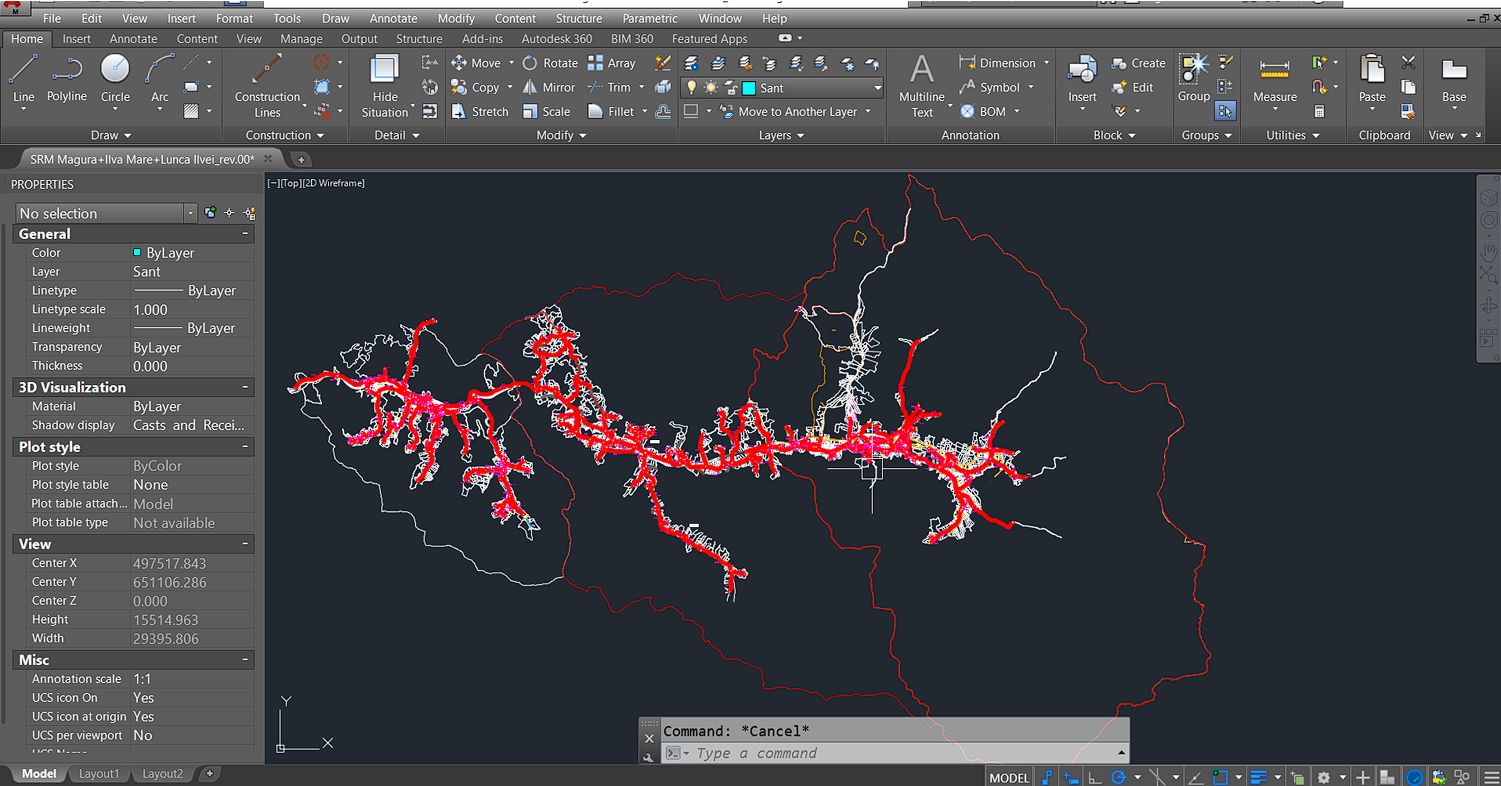 File Edit View Insert Format Tools Draw Annotate Modify Content Structure Parametric Window Help
Home Insert Annotate Content View Manage Output Structure Add-ins Autodesk 360 BIM 360 Featured Apps
Move Rotate Array Sant Dimension Create
Line Polyline Circle Arc Construction Lines Hide Situation Copy Mirror Trim Multiline Text Symbol Insert Edit Group Measure Paste Base
Stretch Scale Fillet Move to Another Layer BOM
Draw Construction Detail Modify Layers Annotation Block Groups Utilities Clipboard View
SRM Magura+Ilva Mare+Lunca Ilvei_rev.00*
PROPERTIES
[−][Top][2D Wireframe]
No selection
General
Color ByLayer
Layer Sant
Linetype ByLayer
Linetype scale 1.000
Lineweight ByLayer
Transparency ByLayer
Thickness 0.000
3D Visualization
Material ByLayer
Shadow display Casts and Recei...
Plot style
Plot style ByColor
Plot style table None
Plot table attach... Model
Plot table type Not available
View
Center X 497517.843
Center Y 651106.286
Center Z 0.000
Height 15514.963
Width 29395.806
Misc
Annotation scale 1:1
UCS icon On Yes
UCS icon at origin Yes
UCS per viewport No
Y
X
Command: *Cancel*
Type a command
Model Layout1 Layout2
MODEL